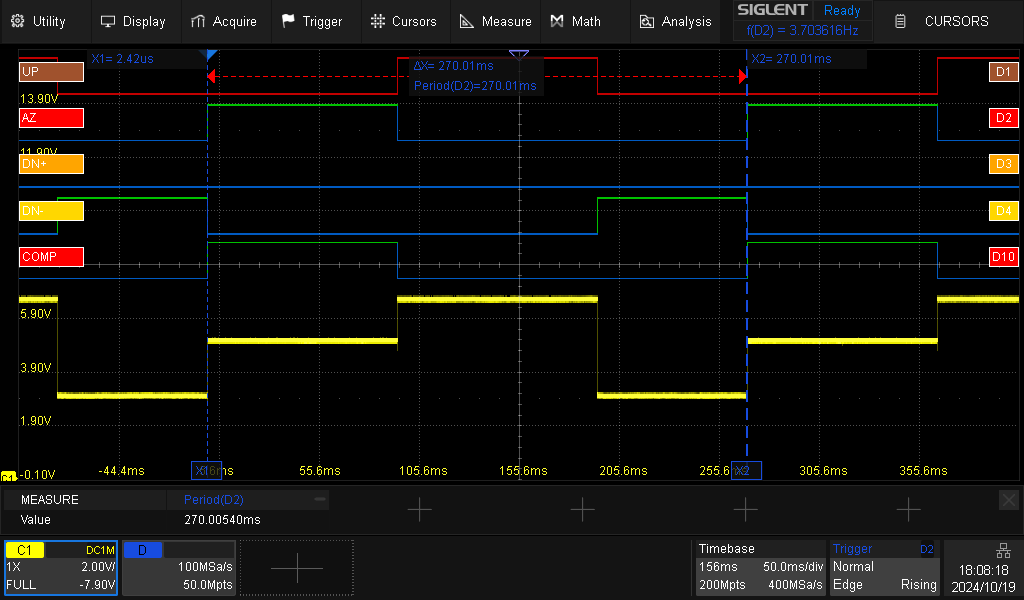 Utility Display Acquire Trigger Cursors Measure Math Analysis SIGLENT Ready CURSORS
f(D2) = 3.703616Hz
X1= 2.42us ΔX= 270.01ms X2= 270.01ms
Period(D2)=270.01ms
UP D1
13.90V
AZ D2
11.90V
DN+ D3
DN- D4
COMP D10
5.90V
3.90V
1.90V
-44.4ms X1 55.6ms 105.6ms 155.6ms 205.6ms 255.6 X2 305.6ms 355.6ms
C1 -0.10V
MEASURE Period(D2)
Value 270.00540ms
C1 DC1M D Timebase Trigger D2
1X 2.00V/ 100MSa/s 156ms 50.0ms/div Normal 18:08:18
FULL -7.90V 50.0Mpts 200Mpts 400MSa/s Edge Rising 2024/10/19